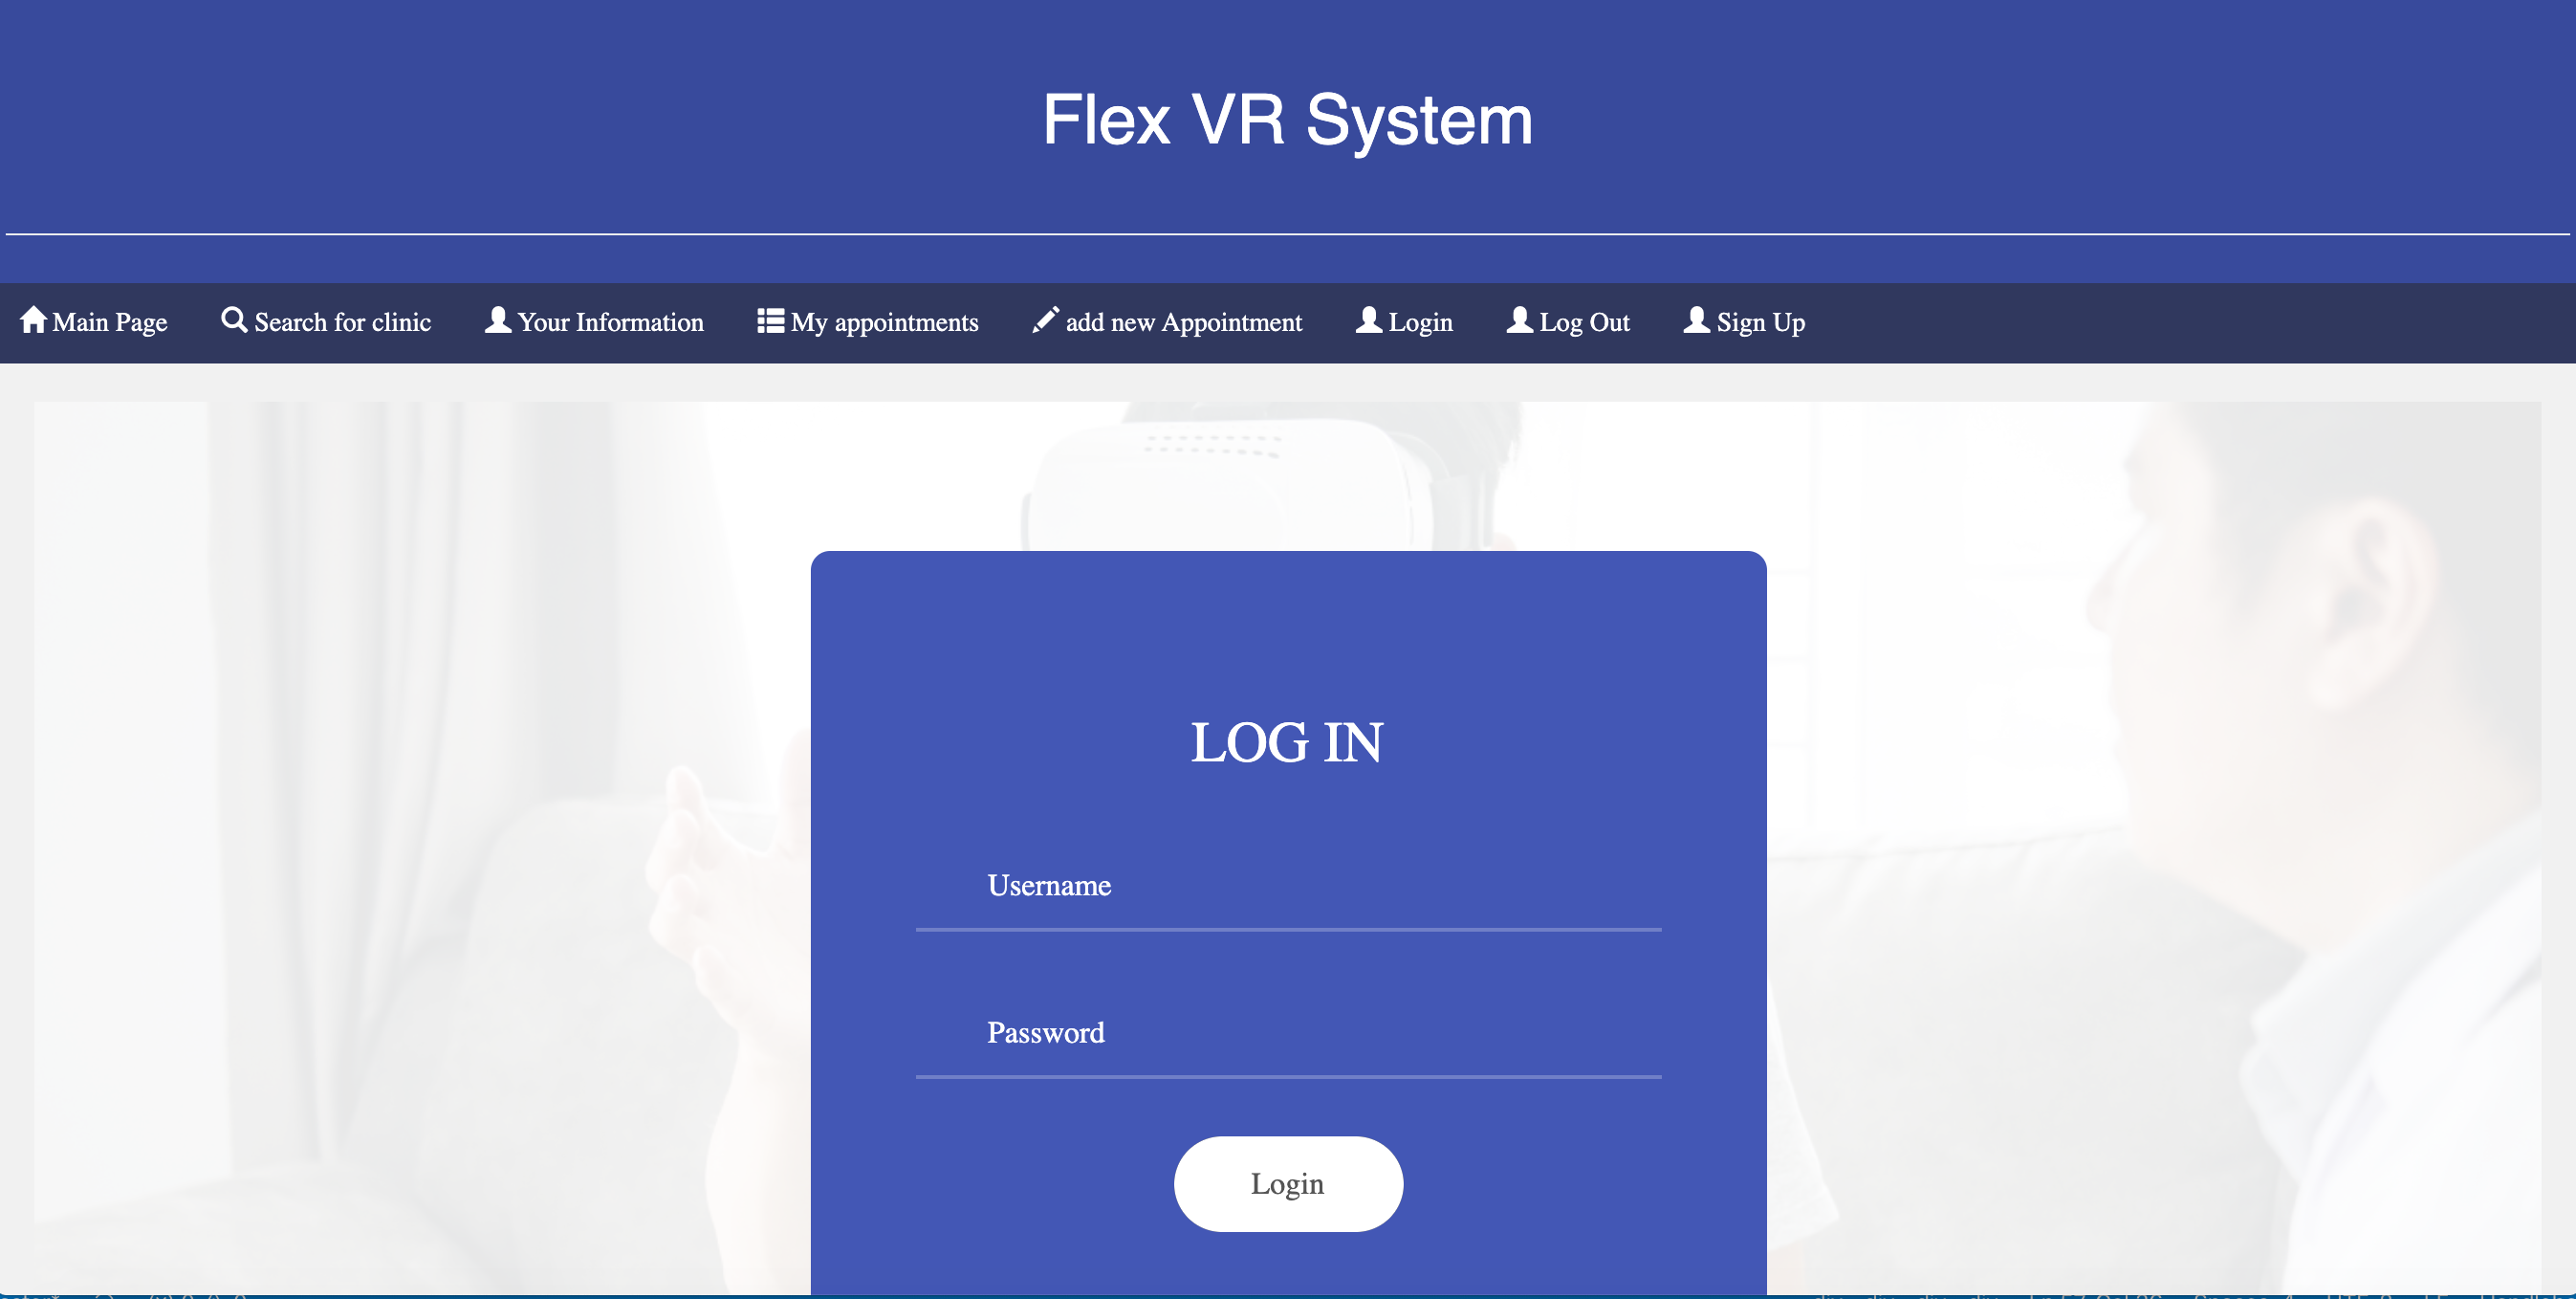 Flex VR System
Main Page Search for clinic Your Information My appointments add new Appointment Login Log Out Sign Up
LOG IN
Username
Password
Login